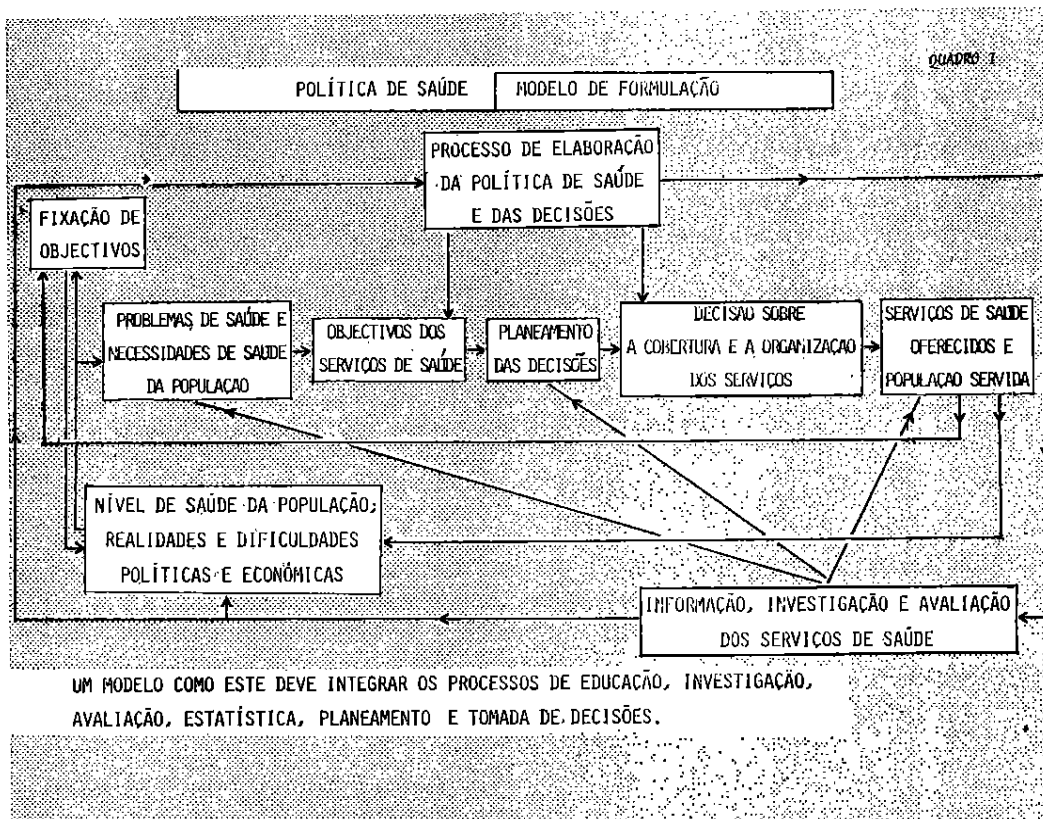 QUADRO I
POLÍTICA DE SAÚDE MODELO DE FORMULAÇÃO
PROCESSO DE ELABORAÇÃO
DA POLÍTICA DE SAÚDE
E DAS DECISÕES
FIXAÇÃO DE
OBJECTIVOS
PROBLEMAS DE SAÚDE E
NECESSIDADES DE SAÚDE
DA POPULAÇÃO
OBJECTIVOS DOS
SERVIÇOS DE SAÚDE
PLANEAMENTO
DAS DECISÕES
DECISÃO SOBRE
A COBERTURA E A ORGANIZAÇÃO
DOS SERVIÇOS
SERVIÇOS DE SAÚDE
OFERECIDOS E
POPULAÇÃO SERVIDA
NÍVEL DE SAÚDE DA POPULAÇÃO;
REALIDADES E DIFICULDADES
POLÍTICAS E ECONÓMICAS
INFORMAÇÃO, INVESTIGAÇÃO E AVALIAÇÃO
DOS SERVIÇOS DE SAÚDE
UM MODELO COMO ESTE DEVE INTEGRAR OS PROCESSOS DE EDUCAÇÃO, INVESTIGAÇÃO,
AVALIAÇÃO, ESTATÍSTICA, PLANEAMENTO E TOMADA DE DECISÕES.